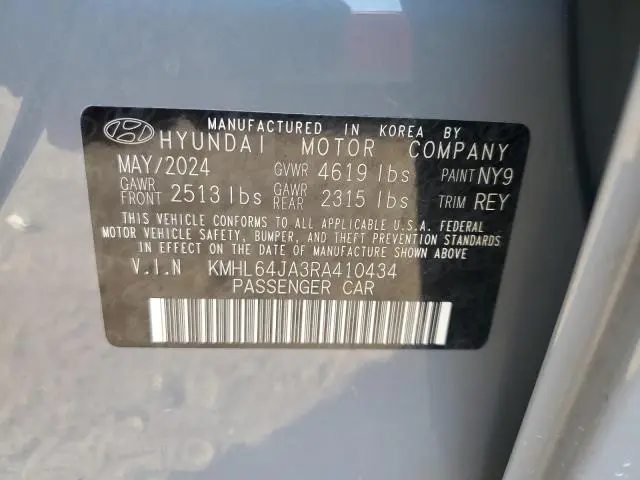 MANUFACTURED IN KOREA BY
HYUNDAI MOTOR COMPANY
MAY/2024 GVWR 4619 lbs PAINT NY9
GAWR FRONT 2513 lbs GAWR REAR 2315 lbs TRIM REY
THIS VEHICLE CONFORMS TO ALL APPLICABLE U.S.A. FEDERAL
MOTOR VEHICLE SAFETY, BUMPER, AND THEFT PREVENTION STANDARDS
IN EFFECT ON THE DATE OF MANUFACTURE SHOWN ABOVE.
V.I.N KMHL64JA3RA410434
PASSENGER CAR